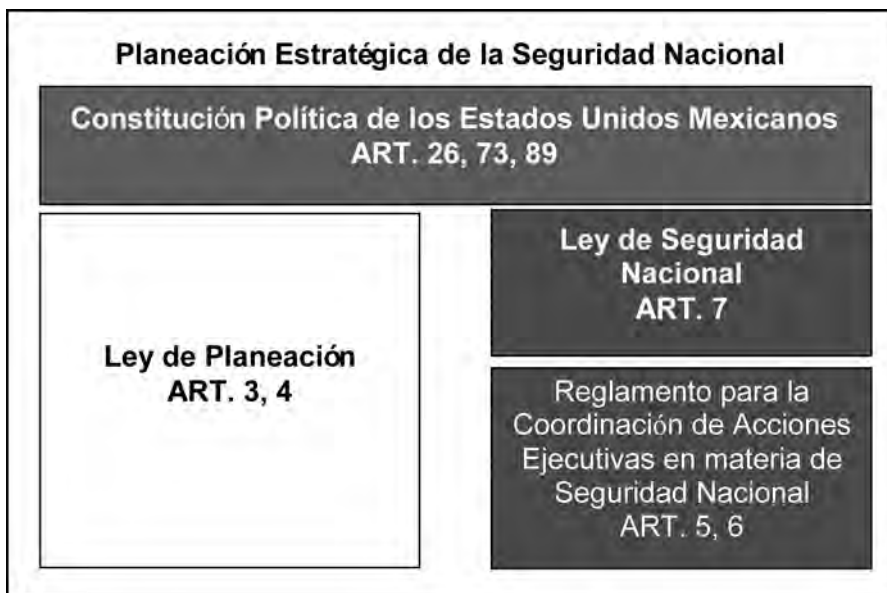 Planeación Estratégica de la Seguridad Nacional
Constitución Política de los Estados Unidos Mexicanos
ART. 26, 73, 89
Ley de Planeación
ART. 3, 4
Ley de Seguridad
Nacional
ART. 7
Reglamento para la
Coordinación de Acciones
Ejecutivas en materia de
Seguridad Nacional
ART. 5, 6